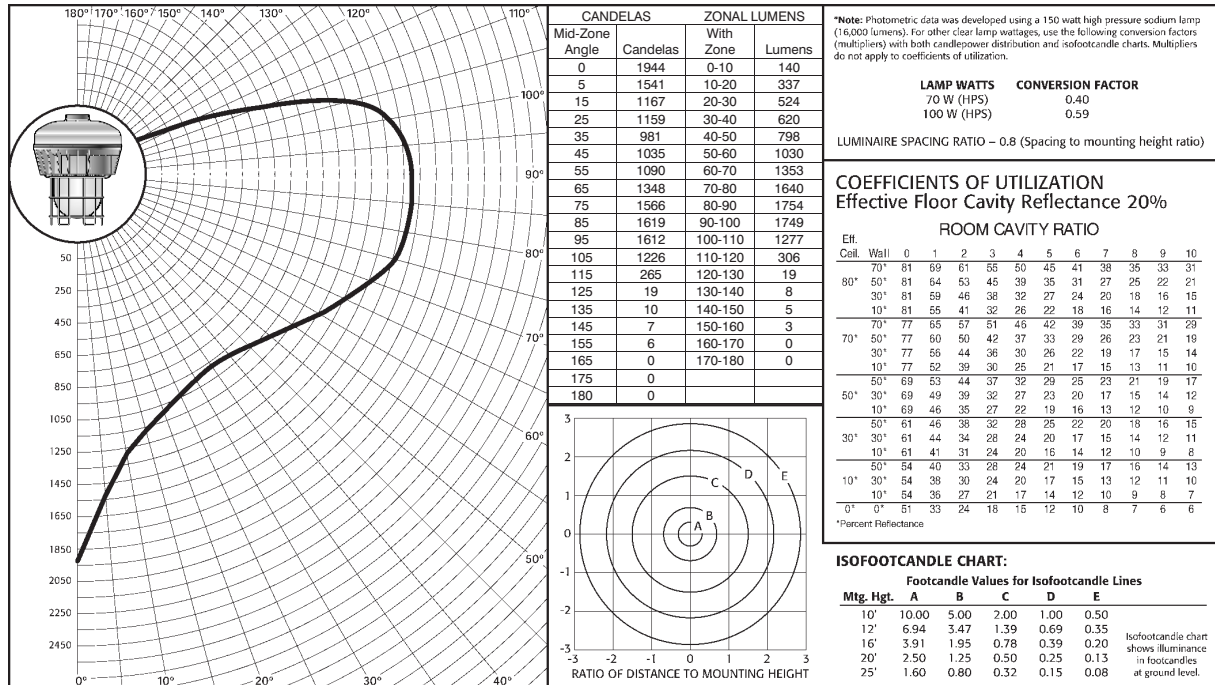 180° 170° 150° 140° 130° 120° 110°
100°
90°
80°
70°
60°
50°
50
250
450
650
850
1050
1250
1450
1650
1850
2050
2250
2450
0° 10° 20° 30° 40°
CANDELAS ZONAL LUMENS
Mid-Zone With
Angle Candelas Zone Lumens
0 1944 0-10 140
5 1541 10-20 337
15 1167 20-30 524
25 1159 30-40 620
35 981 40-50 798
45 1035 50-60 1030
55 1090 60-70 1353
65 1348 70-80 1640
75 1566 80-90 1754
85 1619 90-100 1749
95 1612 100-110 1277
105 1226 110-120 306
115 265 120-130 19
125 19 130-140 8
135 10 140-150 5
145 7 150-160 3
155 6 160-170 0
165 0 170-180 0
175 0
180 0
3
2
1
0
-1
-2
-3
A
B
C
D
E
-3 -2 -1 0 1 2 3
RATIO OF DISTANCE TO MOUNTING HEIGHT
*Note: Photometric data was developed using a 150 watt high pressure sodium lamp
(16,000 lumens). For other clear lamp wattages, use the following conversion factors
(multipliers) with both candlepower distribution and isofootcandle charts. Multipliers
do not apply to coefficients of utilization.
LAMP WATTS CONVERSION FACTOR
70 W (HPS) 0.40
100 W (HPS) 0.59
LUMINAIRE SPACING RATIO – 0.8 (Spacing to mounting height ratio)
COEFFICIENTS OF UTILIZATION
Effective Floor Cavity Reflectance 20%
ROOM CAVITY RATIO
Eff.
Ceil. Wall 0 1 2 3 4 5 6 7 8 9 10
70* 81 69 61 55 50 45 41 38 35 33 31
80* 50* 81 64 53 45 39 35 31 27 25 22 21
30* 81 59 46 38 32 27 24 20 18 16 15
10* 81 55 41 32 26 22 18 16 14 12 11
70* 77 65 57 51 46 42 39 35 33 31 29
70* 50* 77 60 50 42 37 33 29 26 23 21 19
30* 77 56 44 36 30 26 22 19 17 15 14
10* 77 52 39 30 25 21 17 15 13 11 10
50* 69 53 44 37 32 29 25 23 21 19 17
50* 30* 69 49 39 32 27 23 20 17 15 14 12
10* 69 46 35 27 22 19 16 13 12 10 9
50* 61 46 38 32 28 25 22 20 18 16 15
30* 30* 61 44 34 28 24 20 17 15 14 12 11
10* 61 41 31 24 20 16 14 12 10 9 8
50* 54 40 33 28 24 21 19 17 16 14 13
10* 30* 54 38 30 24 20 17 15 13 12 11 10
10* 54 36 27 21 17 14 12 10 9 8 7
0* 0* 51 33 24 18 15 12 10 8 7 6 6
*Percent Reflectance
ISOFOOTCANDLE CHART:
Footcandle Values for Isofootcandle Lines
Mtg. Hgt. A B C D E
10' 10.00 5.00 2.00 1.00 0.50
12' 6.94 3.47 1.39 0.69 0.35
16' 3.91 1.95 0.78 0.39 0.20
20' 2.50 1.25 0.50 0.25 0.13
25' 1.60 0.80 0.32 0.15 0.08
Isofootcandle chart
shows illuminance
in footcandles
at ground level.